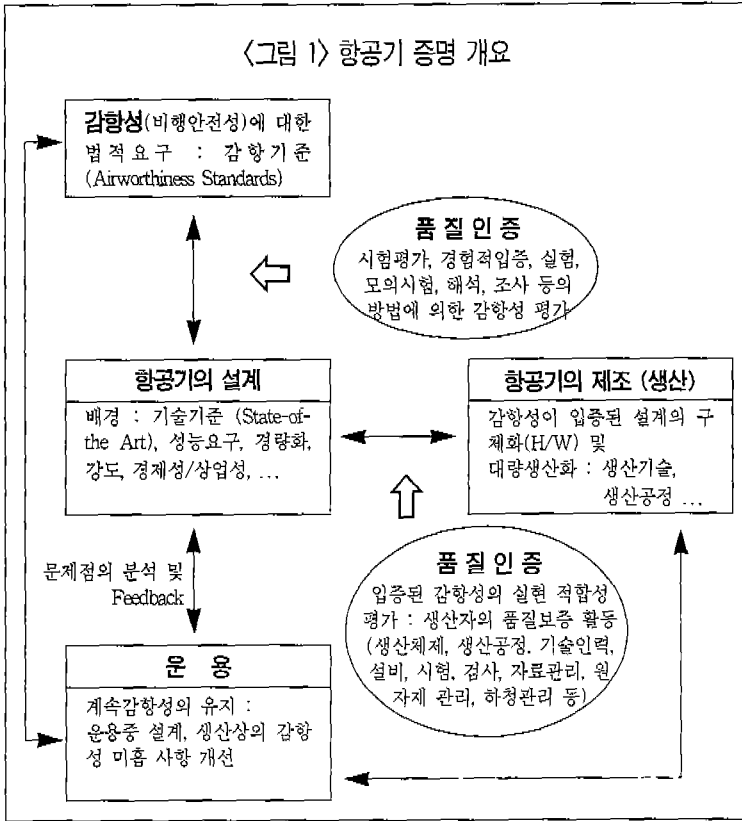 <그림 1> 항공기 증명 개요
감항성(비행안전성)에 대한
법적요구 : 감항기준
(Airworthiness Standards)
품질인증
시험평가, 경험적입증, 실험,
모의시험, 해석, 조사 등의
방법에 의한 감항성 평가
항공기의 설계
배경 : 기술기준 (State-of-
the Art), 성능요구, 경량화,
강도, 경제성/상업성, ...
항공기의 제조 (생산)
감항성이 입증된 설계의 구
체화(H/W) 및
대량생산화 : 생산기술,
생산공정 ...
문제점의 분석 및
Feedback
품질인증
입증된 감항성의 실현 적합성
평가 : 생산자의 품질보증 활동
(생산체제, 생산공정, 기술인력,
설비, 시험, 검사, 자료관리, 원
자재 관리, 하청관리 등)
운 용
계속감항성의 유지 :
운용중 설계, 생산상의 감항
성 미흡 사항 개선